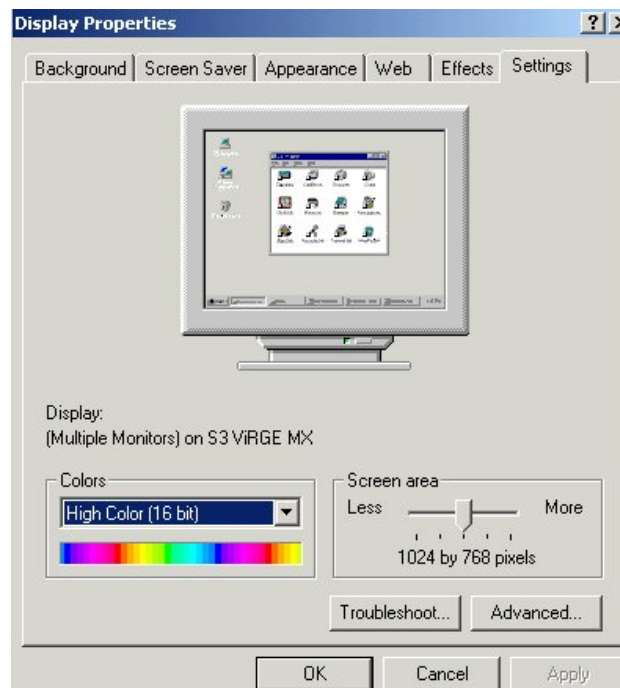 Display Properties
Background Screen Saver Appearance Web Effects Settings
Display:
(Multiple Monitors) on S3 ViRGE MX
Colors
High Color (16 bit)
Screen area
Less More
1024 by 768 pixels
Troubleshoot... Advanced...
OK Cancel Apply